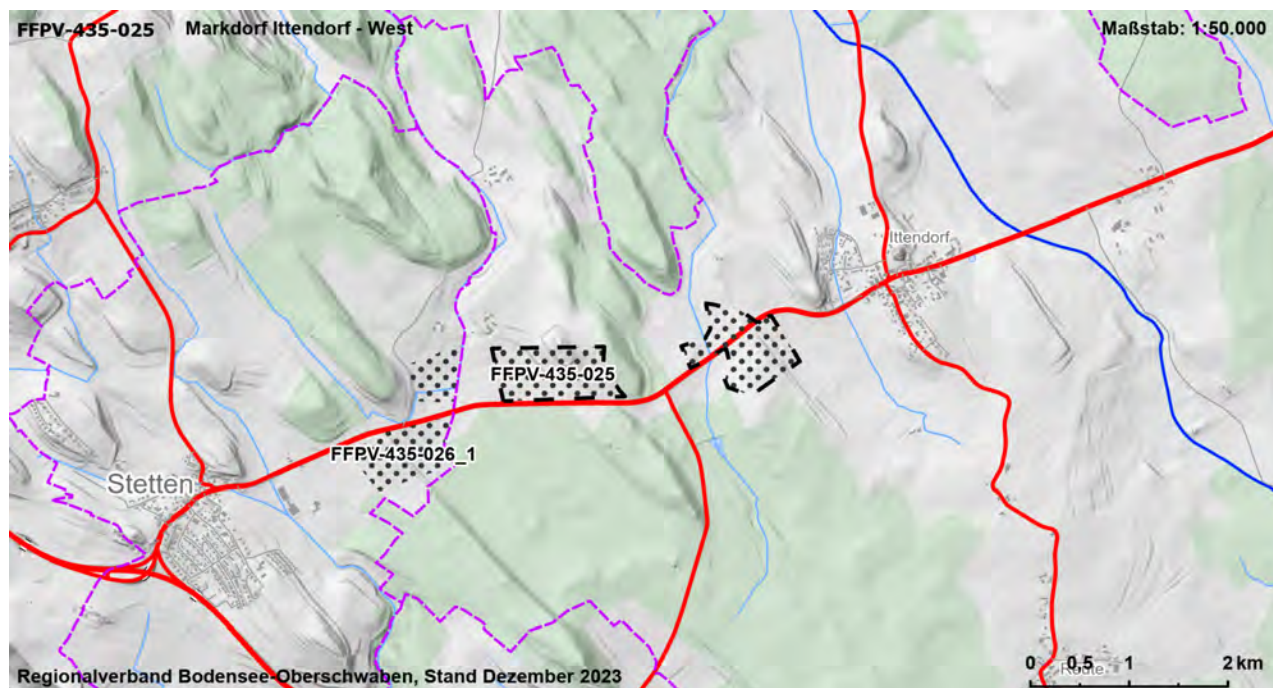 FFPV-435-025 Markdorf Ittendorf - West
Maßstab: 1:50.000
Ittendorf
FFPV-435-025
FFPV-435-026_1
Stetten
Regionalverband Bodensee-Oberschwaben, Stand Dezember 2023
0 0,5 1 2 km